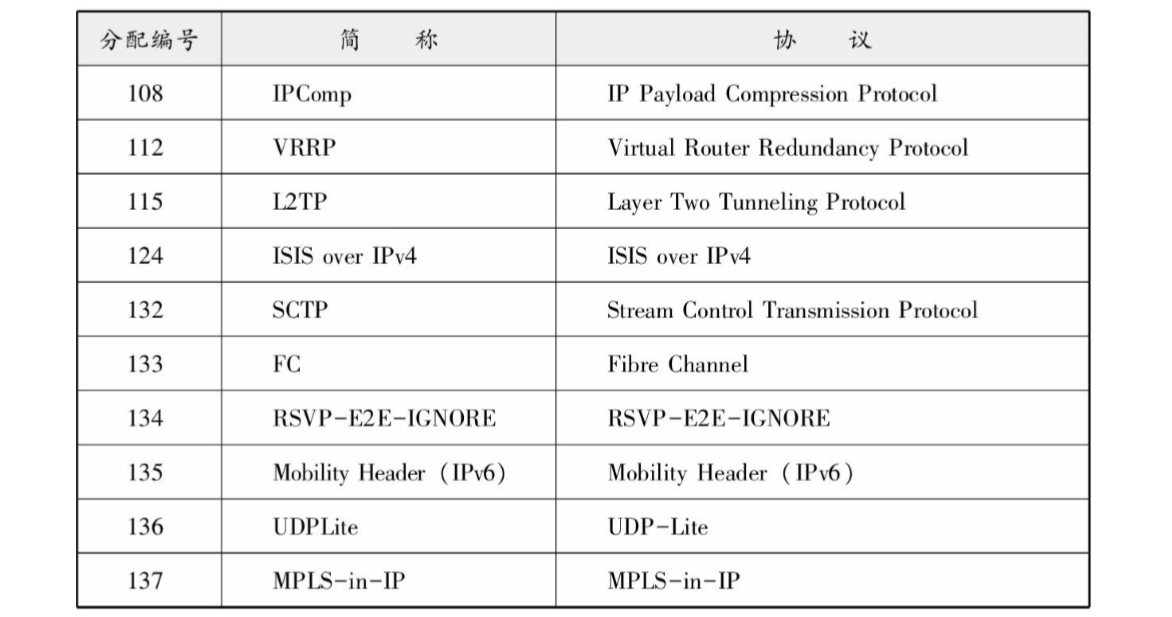 分配编号 简 称 协 议
108 IPComp IP Payload Compression Protocol
112 VRRP Virtual Router Redundancy Protocol
115 L2TP Layer Two Tunneling Protocol
124 ISIS over IPv4 ISIS over IPv4
132 SCTP Stream Control Transmission Protocol
133 FC Fibre Channel
134 RSVP-E2E-IGNORE RSVP-E2E-IGNORE
135 Mobility Header (IPv6) Mobility Header (IPv6)
136 UDPLite UDP-Lite
137 MPLS-in-IP MPLS-in-IP